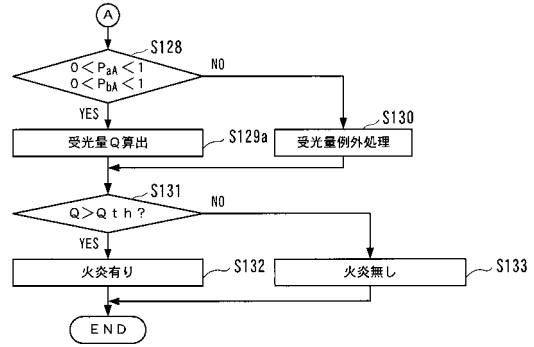 A
S128
0<PaA<1
0<PbA<1
NO
YES
受光量Q算出
S129a
受光量例外処理
S130
S131
Q>Qth?
NO
YES
火炎有り
S132
火炎無し
S133
END